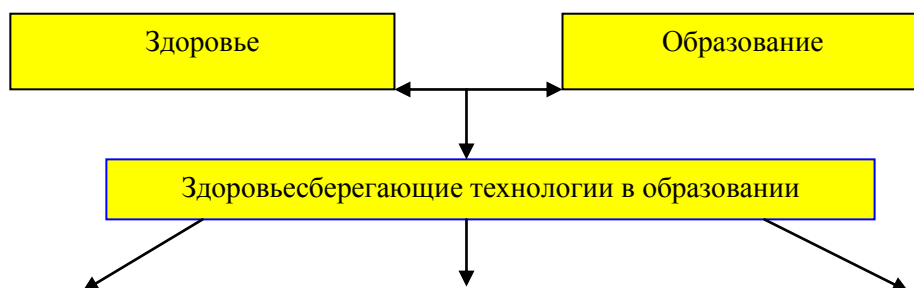 Здоровье
Образование
Здоровьесберегающие технологии в образовании